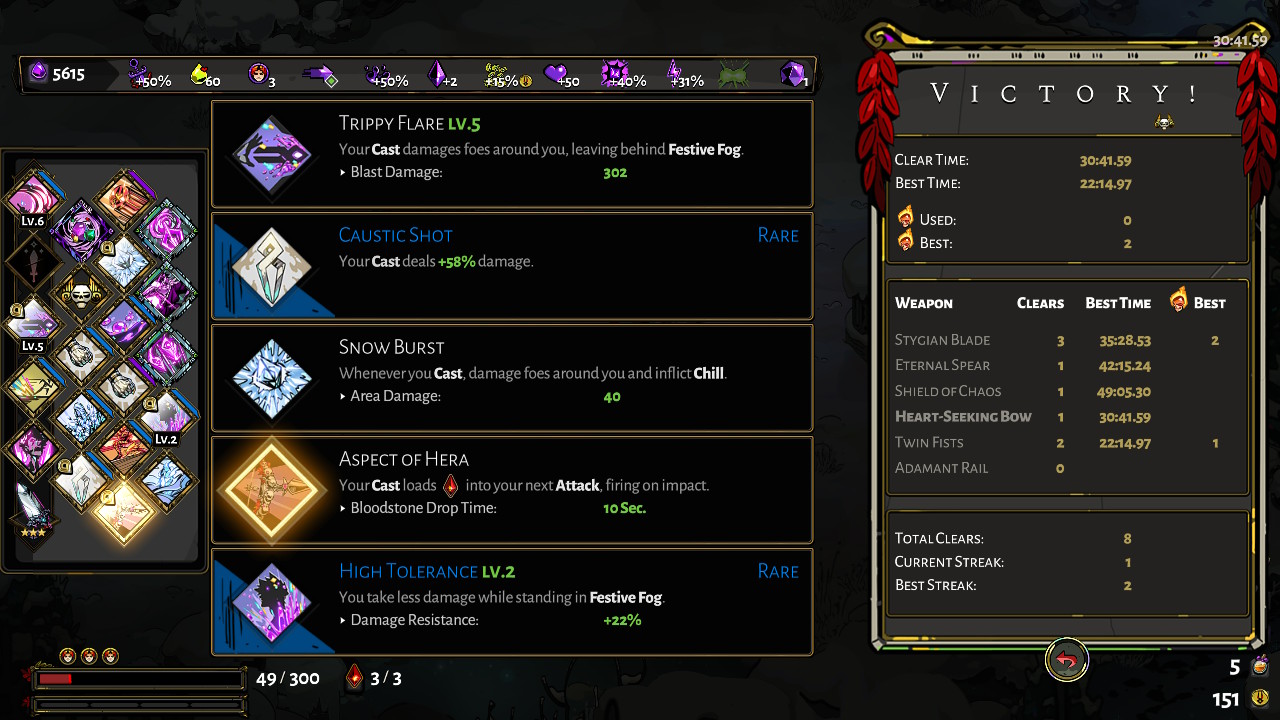 30:41.59
5615
+50%
60
3
+50%
+2
+15%
+50
+40%
+31%
1
Lv.6
Lv.5
Lv.2
TRIPPY FLARE LV.5
Your Cast damages foes around you, leaving behind Festive Fog.
‣ Blast Damage: 302
CAUSTIC SHOT RARE
Your Cast deals +58% damage.
SNOW BURST
Whenever you Cast, damage foes around you and inflict Chill.
‣ Area Damage: 40
ASPECT OF HERA
Your Cast loads into your next Attack, firing on impact.
‣ Bloodstone Drop Time: 10 Sec.
HIGH TOLERANCE LV.2 RARE
You take less damage while standing in Festive Fog.
‣ Damage Resistance: +22%
49 / 300
3 / 3
VICTORY!
CLEAR TIME: 30:41.59
BEST TIME: 22:14.97
USED: 0
BEST: 2
WEAPON CLEARS BEST TIME BEST
STYGIAN BLADE 3 35:28.53 2
ETERNAL SPEAR 1 42:15.24
SHIELD OF CHAOS 1 49:05.30
HEART-SEEKING BOW 1 30:41.59
TWIN FISTS 2 22:14.97 1
ADAMANT RAIL 0
TOTAL CLEARS: 8
CURRENT STREAK: 1
BEST STREAK: 2
5
151